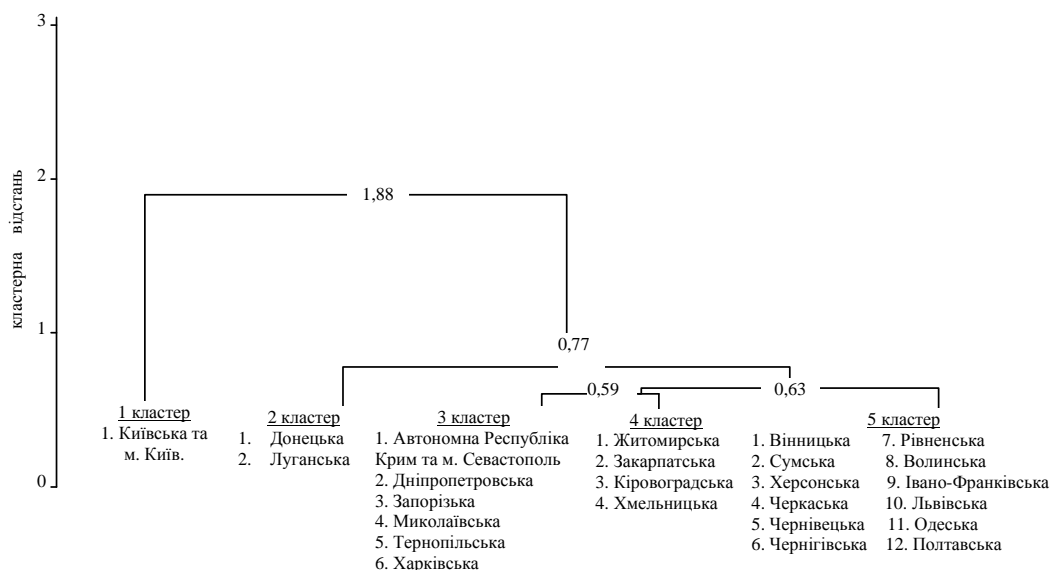 3
2
1
0
кластерна відстань
1,88
0,77
0,59
0,63
1 кластер
1. Київська та
м. Київ.
2 кластер
1. Донецька
2. Луганська
3 кластер
1. Автономна Республіка
Крим та м. Севастополь
2. Дніпропетровська
3. Запорізька
4. Миколаївська
5. Тернопільська
6. Харківська
4 кластер
1. Житомирська
2. Закарпатська
3. Кіровоградська
4. Хмельницька
5 кластер
1. Вінницька
2. Сумська
3. Херсонська
4. Черкаська
5. Чернівецька
6. Чернігівська
7. Рівненська
8. Волинська
9. Івано-Франківська
10. Львівська
11. Одеська
12. Полтавська